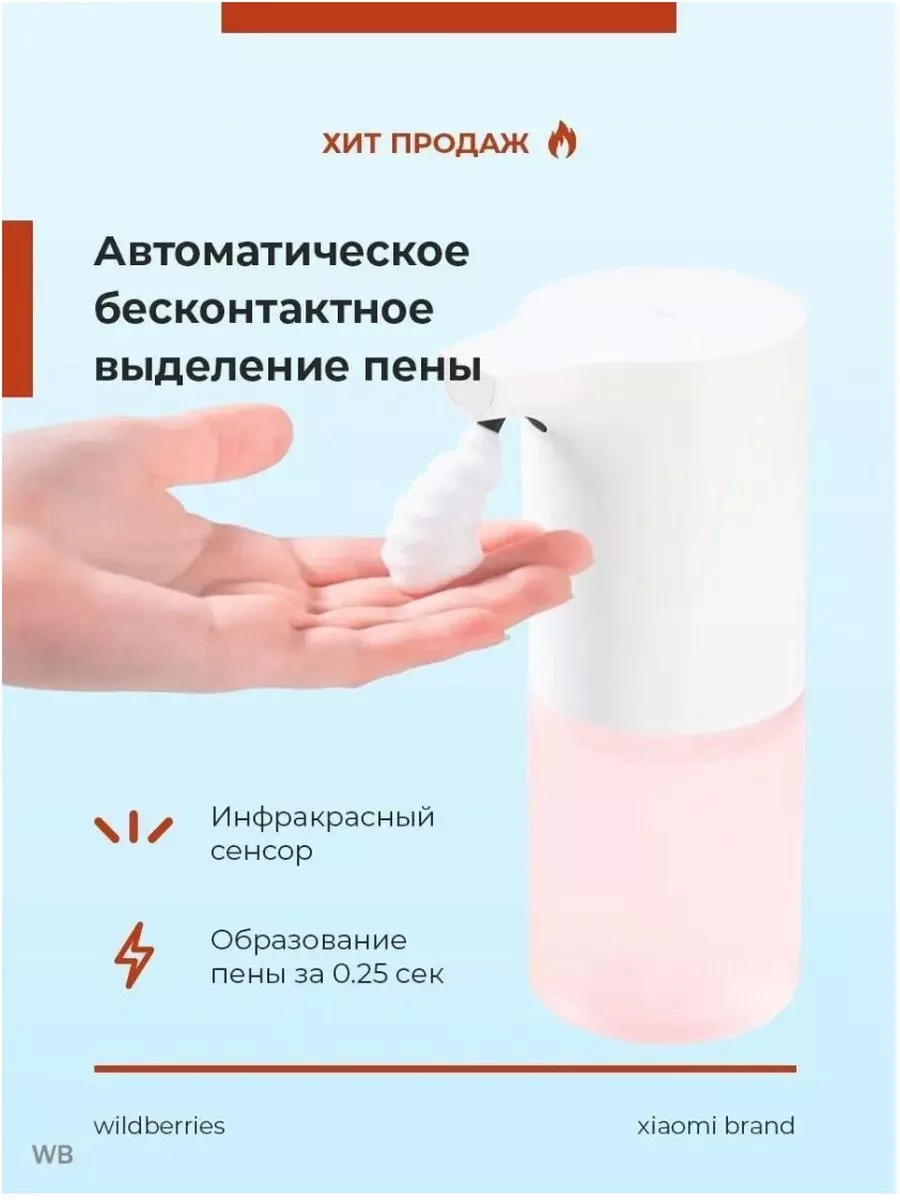 ХИТ ПРОДАЖ
Автоматическое
бесконтактное
выделение пены
Инфракрасный
сенсор
Образование
пены за 0.25 сек
wildberries
xiaomi brand
WB